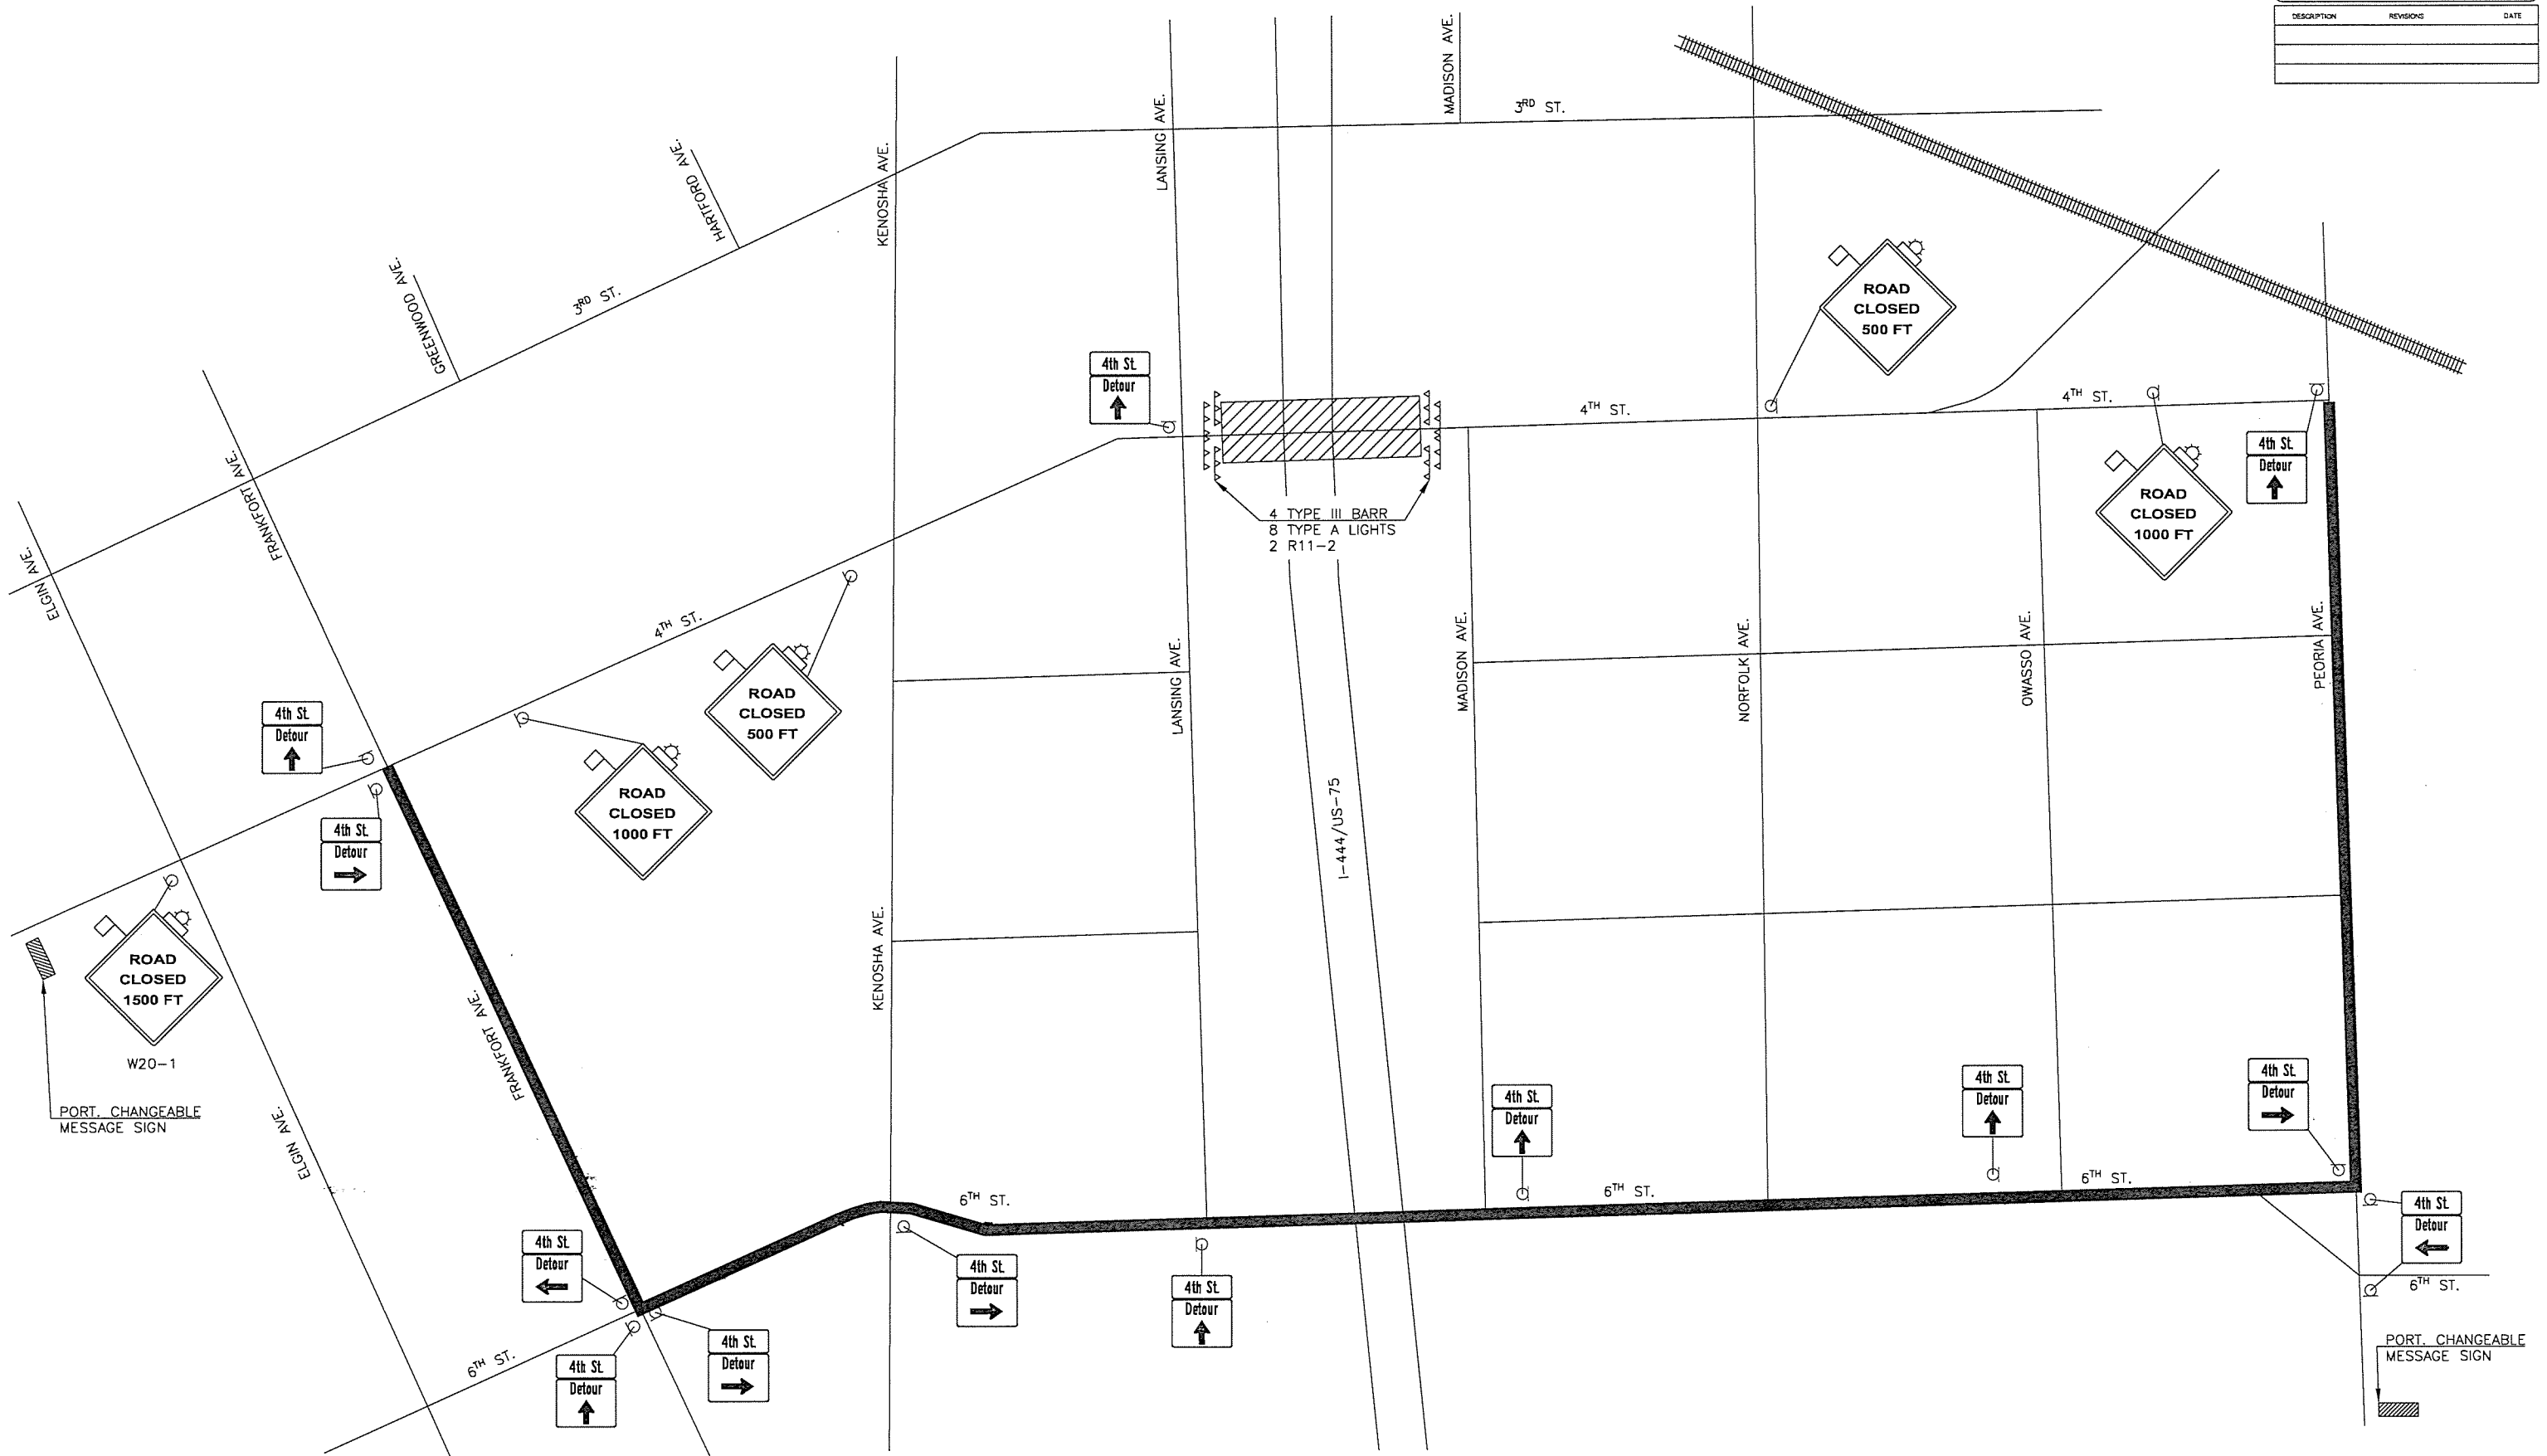 DESCRIPTION REVISIONS DATE
MADISON AVE.
3RD ST.
LANSING AVE.
KENOSHA AVE.
HARTFORD AVE.
GREENWOOD AVE.
3RD ST.
ROAD
CLOSED
500 FT
4th St.
Detour
4TH ST.
4TH ST.
4th St.
Detour
ROAD
CLOSED
1000 FT
FRANKFORT AVE.
4 TYPE III BARR
8 TYPE A LIGHTS
2 R11-2
ELGIN AVE.
4TH ST.
ROAD
CLOSED
500 FT
LANSING AVE.
MADISON AVE.
NORFOLK AVE.
OWASSO AVE.
PEORIA AVE.
4th St.
Detour
ROAD
CLOSED
1000 FT
4th St.
Detour
I-444/US-75
ROAD
CLOSED
1500 FT
W20-1
KENOSHA AVE.
FRANKFORT AVE.
PORT. CHANGEABLE
MESSAGE SIGN
ELGIN AVE.
4th St.
Detour
4th St.
Detour
4th St.
Detour
6TH ST.
6TH ST.
6TH ST.
4th St.
Detour
4th St.
Detour
4th St.
Detour
4th St.
Detour
6TH ST.
4th St.
Detour
4th St.
Detour
6TH ST.
PORT. CHANGEABLE
MESSAGE SIGN